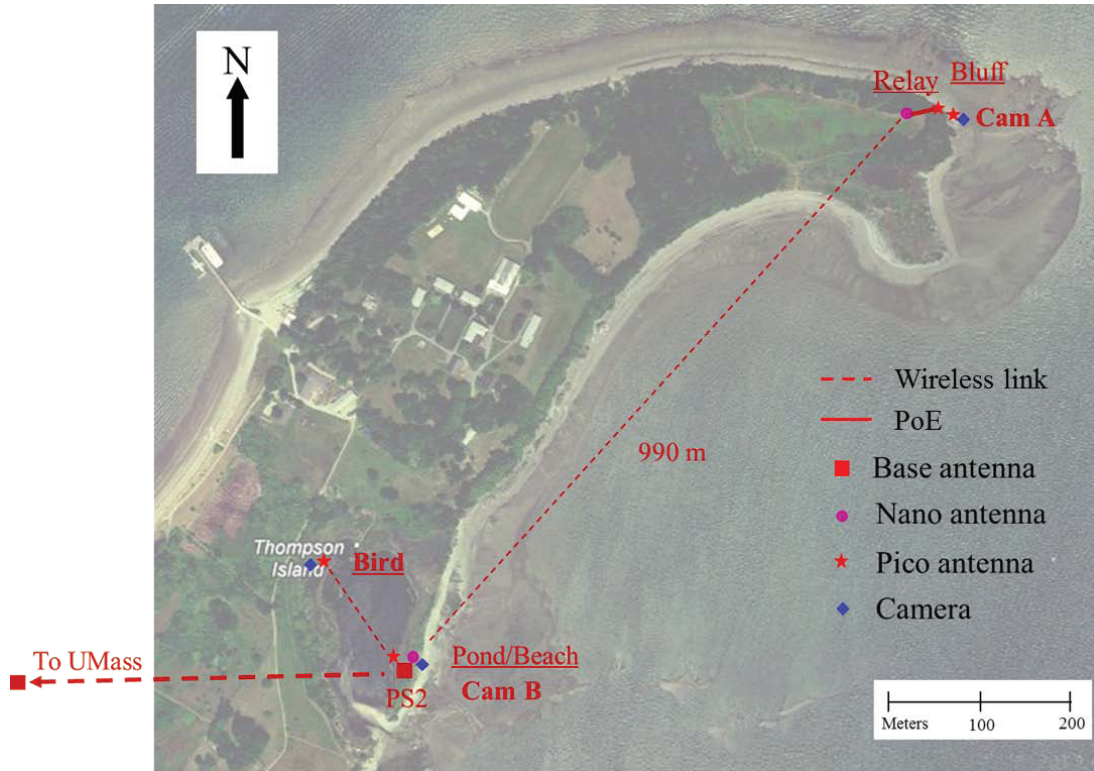 N
Relay
Bluff
Cam A
990 m
Wireless link
PoE
Base antenna
Nano antenna
Pico antenna
Camera
Thompson
Island
Bird
To UMass
Pond/Beach
PS2
Cam B
Meters 100 200